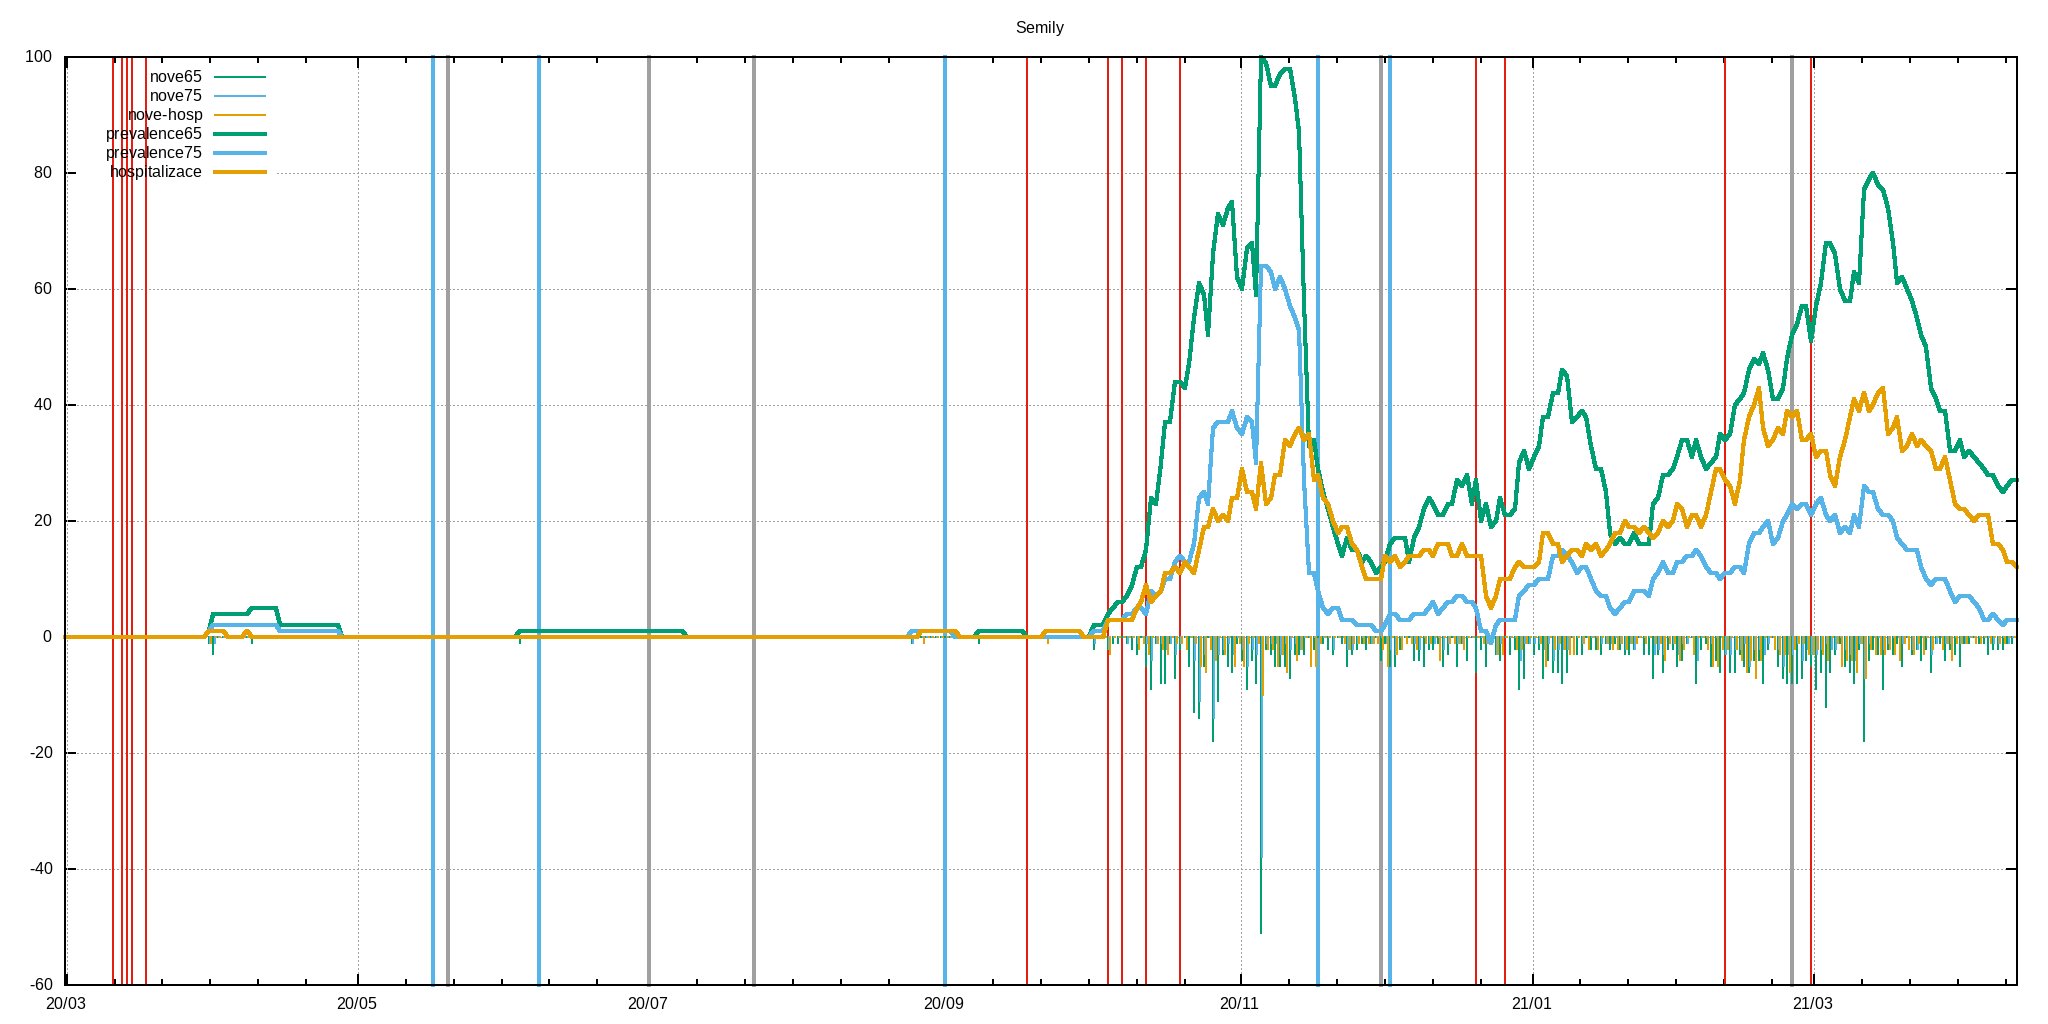 Semily
100
80
60
40
20
0
-20
-40
-60
nove65
nove75
nove-hosp
prevalence65
prevalence75
hospitalizace
20/03 20/05 20/07 20/09 20/11 21/01 21/03